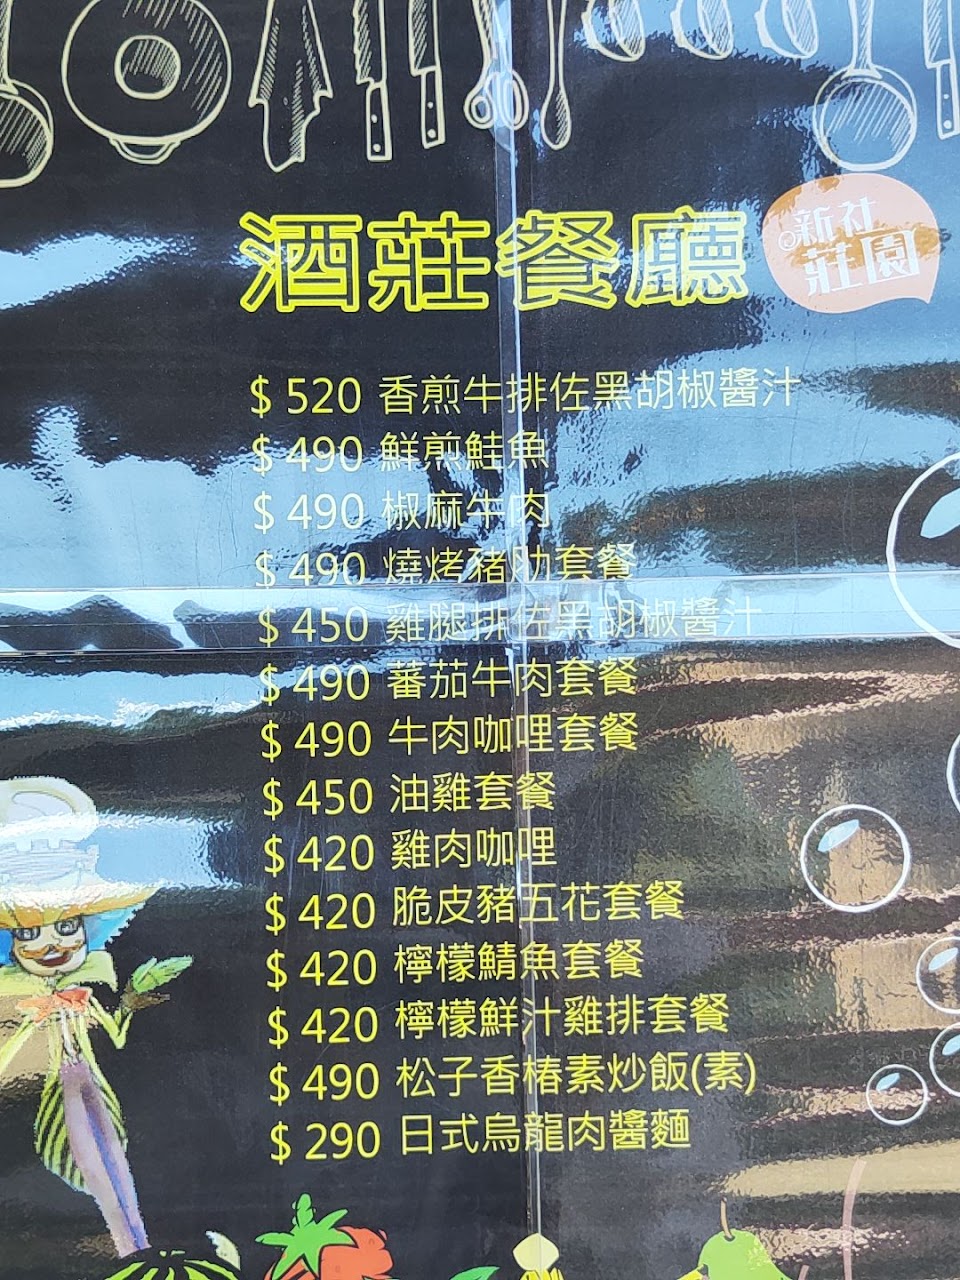 酒莊餐廳
新社
莊園
$ 520 香煎牛排佐黑胡椒醬汁
$ 490 鮮煎鮭魚
$ 490 椒麻牛肉
$ 490 燒烤豬肋套餐
$ 450 雞腿排佐黑胡椒醬汁
$ 490 蕃茄牛肉套餐
$ 490 牛肉咖哩套餐
$ 450 油雞套餐
$ 420 雞肉咖哩
$ 420 脆皮豬五花套餐
$ 420 檸檬鯖魚套餐
$ 420 檸檬鮮汁雞排套餐
$ 490 松子香椿素炒飯(素)
$ 290 日式烏龍肉醬麵